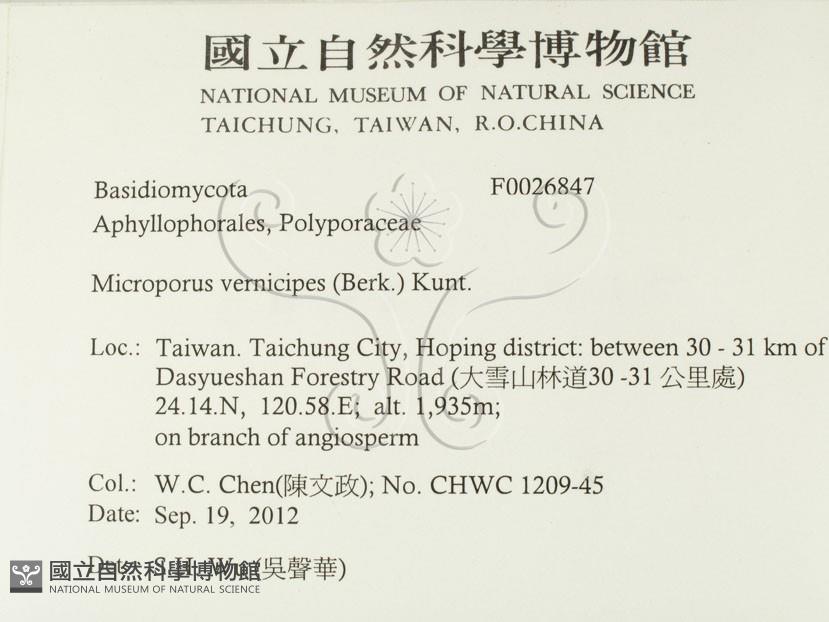 國立自然科學博物館
NATIONAL MUSEUM OF NATURAL SCIENCE
TAICHUNG, TAIWAN, R.O.CHINA
Basidiomycota F0026847
Aphyllophorales, Polyporaceae
Microporus vernicipes (Berk.) Kunt.
Loc.: Taiwan. Taichung City, Hoping district: between 30 - 31 km of
Dasyueshan Forestry Road (大雪山林道30 -31 公里處)
24.14.N, 120.58.E; alt. 1,935m;
on branch of angiosperm
Col.: W.C. Chen(陳文政); No. CHWC 1209-45
Date: Sep. 19, 2012
Det.: S.H. Wu (吳聲華)
國立自然科學博物館
NATIONAL MUSEUM OF NATURAL SCIENCE